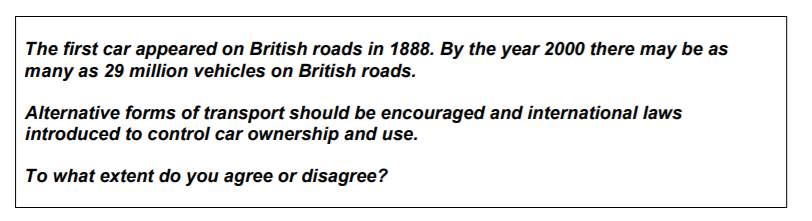 The first car appeared on British roads in 1888. By the year 2000 there may be as
many as 29 million vehicles on British roads.
Alternative forms of transport should be encouraged and international laws
introduced to control car ownership and use.
To what extent do you agree or disagree?